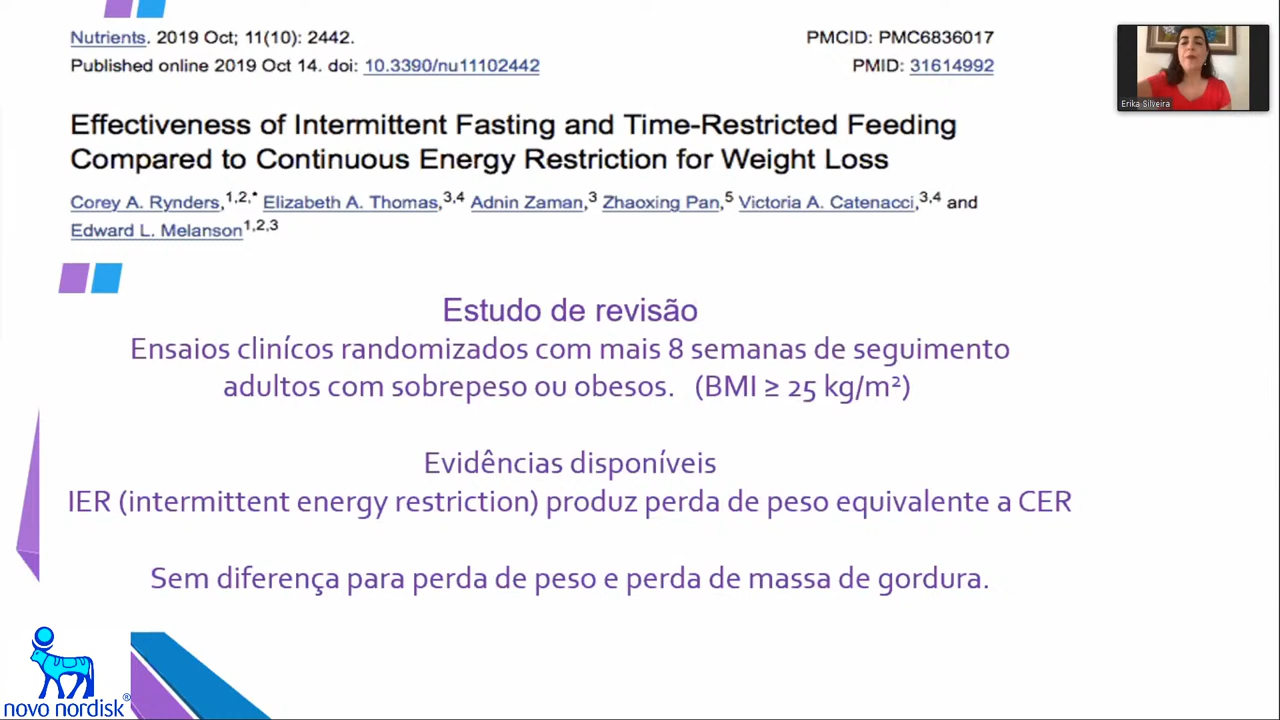 Nutrients. 2019 Oct; 11(10): 2442.
PMCID: PMC6836017
Published online 2019 Oct 14. doi: 10.3390/nu11102442
PMID: 31614992
Effectiveness of Intermittent Fasting and Time-Restricted Feeding
Compared to Continuous Energy Restriction for Weight Loss
Corey A. Rynders,1,2,* Elizabeth A. Thomas,3,4 Adnin Zaman,3 Zhaoxing Pan,5 Victoria A. Catenacci,3,4 and
Edward L. Melanson1,2,3
Erika Silveira
Estudo de revisão
Ensaios clinícos randomizados com mais 8 semanas de seguimento
adultos com sobrepeso ou obesos. (BMI ≥ 25 kg/m²)
Evidências disponíveis
IER (intermittent energy restriction) produz perda de peso equivalente a CER
Sem diferença para perda de peso e perda de massa de gordura.
novo nordisk®